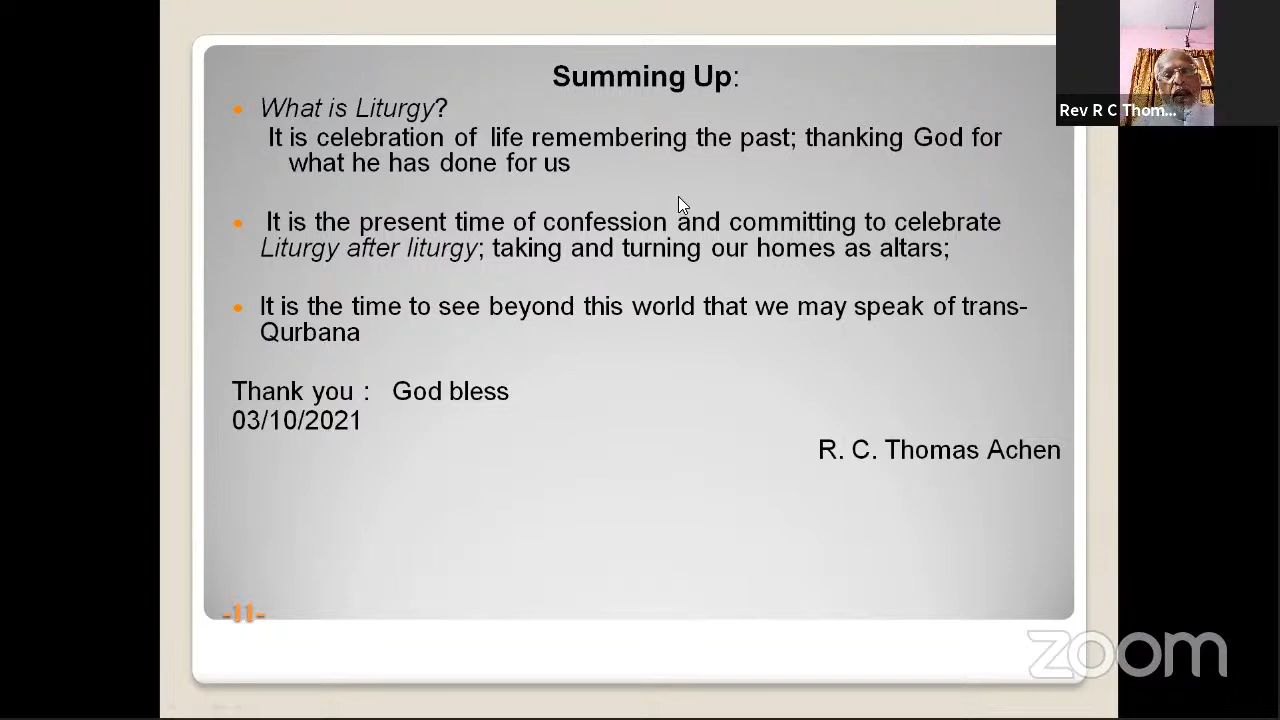 Summing Up:
Rev R C Thom...
• What is Liturgy?
It is celebration of life remembering the past; thanking God for
what he has done for us
• It is the present time of confession and committing to celebrate
Liturgy after liturgy; taking and turning our homes as altars;
• It is the time to see beyond this world that we may speak of trans-
Qurbana
Thank you : God bless
03/10/2021
R. C. Thomas Achen
-11-
zoom